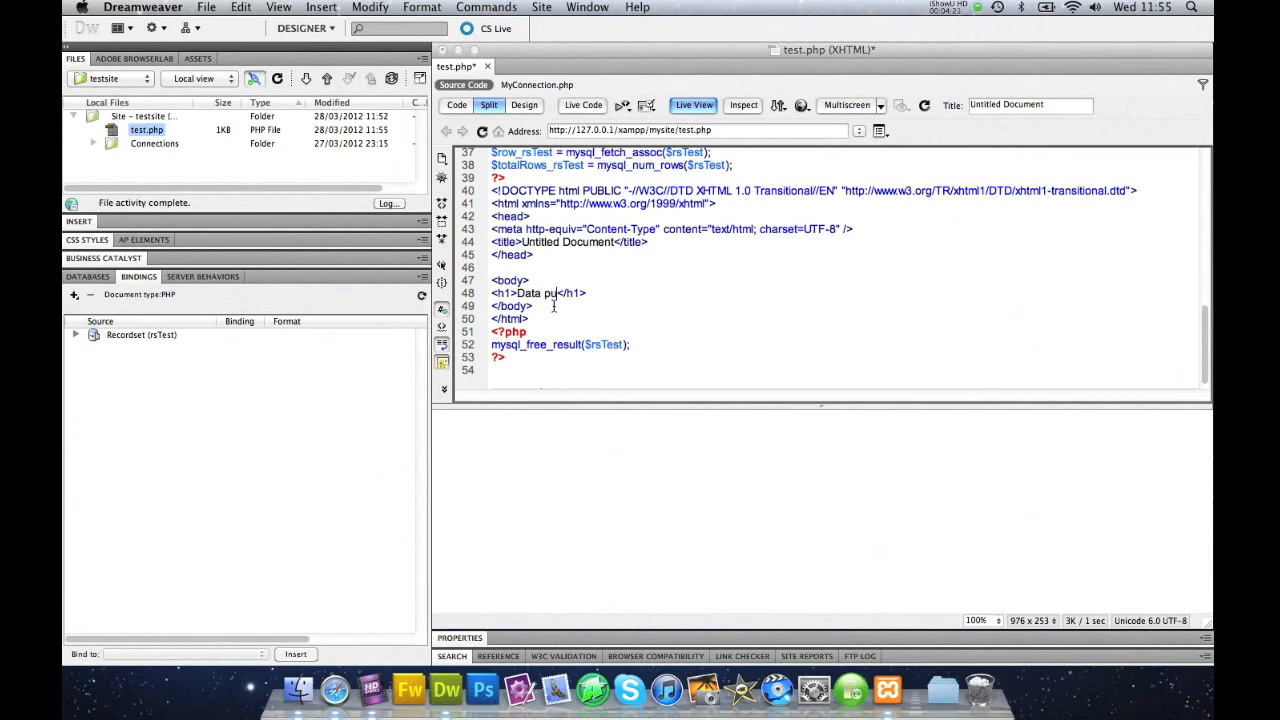 Dreamweaver File Edit View Insert Modify Format Commands Site Window Help
iShowU HD
00:04:21
Wed 11:55
Dw
DESIGNER
CS Live
test.php (XHTML)*
FILES ADOBE BROWSERLAB ASSETS
testsite
Local view
Local Files Size Type Modified C...
Site – testsite (... Folder 28/03/2012 11:52
test.php 1KB PHP File 28/03/2012 11:55
Connections Folder 27/03/2012 23:15
File activity complete.
Log...
INSERT
CSS STYLES AP ELEMENTS
BUSINESS CATALYST
DATABASES BINDINGS SERVER BEHAVIORS
Document type:PHP
Source Binding Format
Recordset (rsTest)
Bind to:
Insert
test.php*
Source Code MyConnection.php
Code Split Design Live Code Live View Inspect Multiscreen Title: Untitled Document
Address: http://127.0.0.1/xampp/mysite/test.php
37 $row_rsTest = mysql_fetch_assoc($rsTest);
38 $totalRows_rsTest = mysql_num_rows($rsTest);
39 ?>
40 <!DOCTYPE html PUBLIC "-//W3C//DTD XHTML 1.0 Transitional//EN" "http://www.w3.org/TR/xhtml1/DTD/xhtml1-transitional.dtd">
41 <html xmlns="http://www.w3.org/1999/xhtml">
42 <head>
43 <meta http-equiv="Content-Type" content="text/html; charset=UTF-8" />
44 <title>Untitled Document</title>
45 </head>
46
47 <body>
48 <h1>Data pu</h1>
49 </body>
50 </html>
51 <?php
52 mysql_free_result($rsTest);
53 ?>
54
100% 976 x 253 3K / 1 sec Unicode 6.0 UTF-8
PROPERTIES
SEARCH REFERENCE W3C VALIDATION BROWSER COMPATIBILITY LINK CHECKER SITE REPORTS FTP LOG
Fw Dw Ps